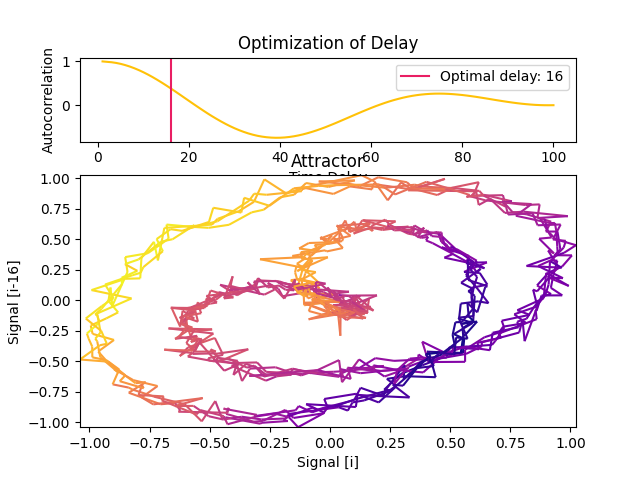 Optimization of Delay
Autocorrelation
1
0
Optimal delay: 16
0 20 40 60 80 100
Attractor
Signal [i-16]
1.00
0.75
0.50
0.25
0.00
−0.25
−0.50
−0.75
−1.00
−1.00 −0.75 −0.50 −0.25 0.00 0.25 0.50 0.75 1.00
Signal [i]